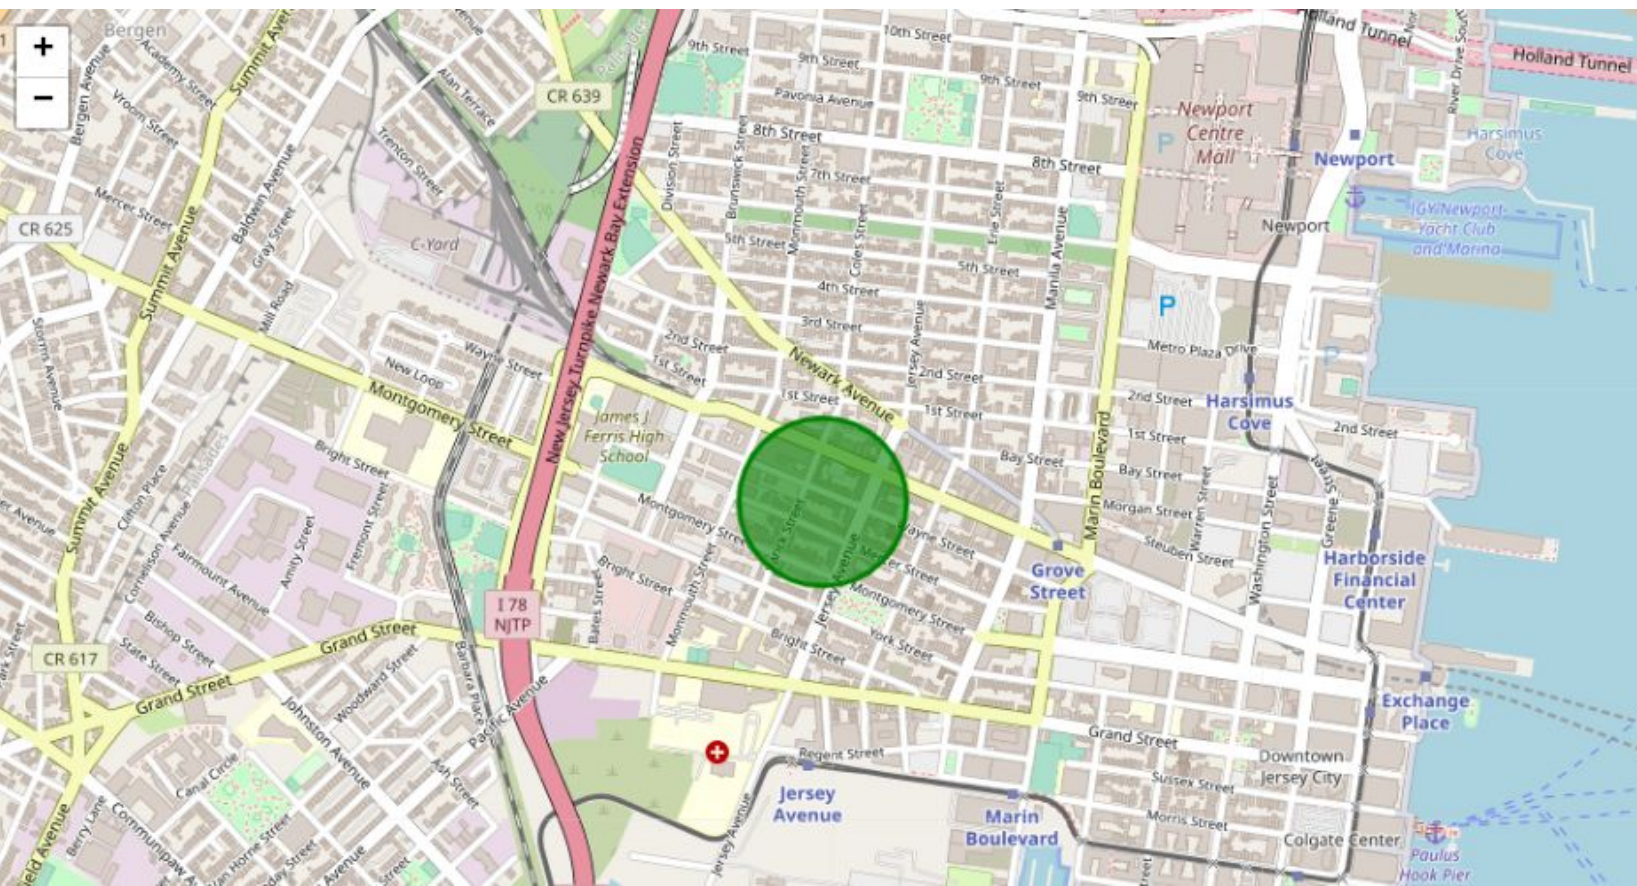 Bergen
Summit Avenue
10th Street
Holland Tunnel
Holland Tunnel
1
+
−
Bergen Avenue
Academy Street
Vroom Street
Alan Terrace
CR 639
9th Street
9th Street
9th Street
9th Street
Pavonia Avenue
Newport
Centre
Mall
P
Harsimus
Cove
Newport
Trenton Street
8th Street
8th Street
7th Street
Division Street
Brunswick Street
Monmouth Street
Coles Street
Erie Street
Manila Avenue
Mercer Street
Baldwin Avenue
Gray Street
CR 625
C-Yard
Summit Avenue
Mill Road
Storms Avenue
New Jersey Turnpike Newark Bay Extension
5th Street
5th Street
4th Street
3rd Street
2nd Street
2nd Street
1st Street
1st Street
1st Street
Newark Avenue
Jersey Avenue
Newport
JGY Newport
Yacht Club
and Marina
P
P
Metro Plaza Drive
2nd Street
Harsimus
Cove
1st Street
2nd Street
Wayne Street
New Loop
Montgomery Street
James J
Ferris High
School
Bright Street
Palisades
Bay Street
Bay Street
Marin Boulevard
Morgan Street
Steuben Street
Warren Street
Washington Street
Greene Street
Harborside
Financial
Center
Summit Avenue
Clifton Place
Cornelison Avenue
Fairmount Avenue
Amity Street
Fremont Street
Montgomery Street
Wayne Street
Mercer Street
Montgomery Street
Jersey Avenue
Jersey Avenue
Grove
Street
Bright Street
Bates Street
Monmouth Street
York Street
Bright Street
I 78
NJTP
Bishop Street
State Street
Grand Street
CR 617
Grand Street
Woodward Street
Barbara Place
Pacific Avenue
Johnston Avenue
Ash Street
Canal Circle
Berry Lane
Van Horne Street
Exchange
Place
Grand Street
Downtown
Jersey City
Regent Street
Sussex Street
Morris Street
Jersey
Avenue
Marin
Boulevard
Jersey Avenue
Colgate Center
Paulus
Hook Pier